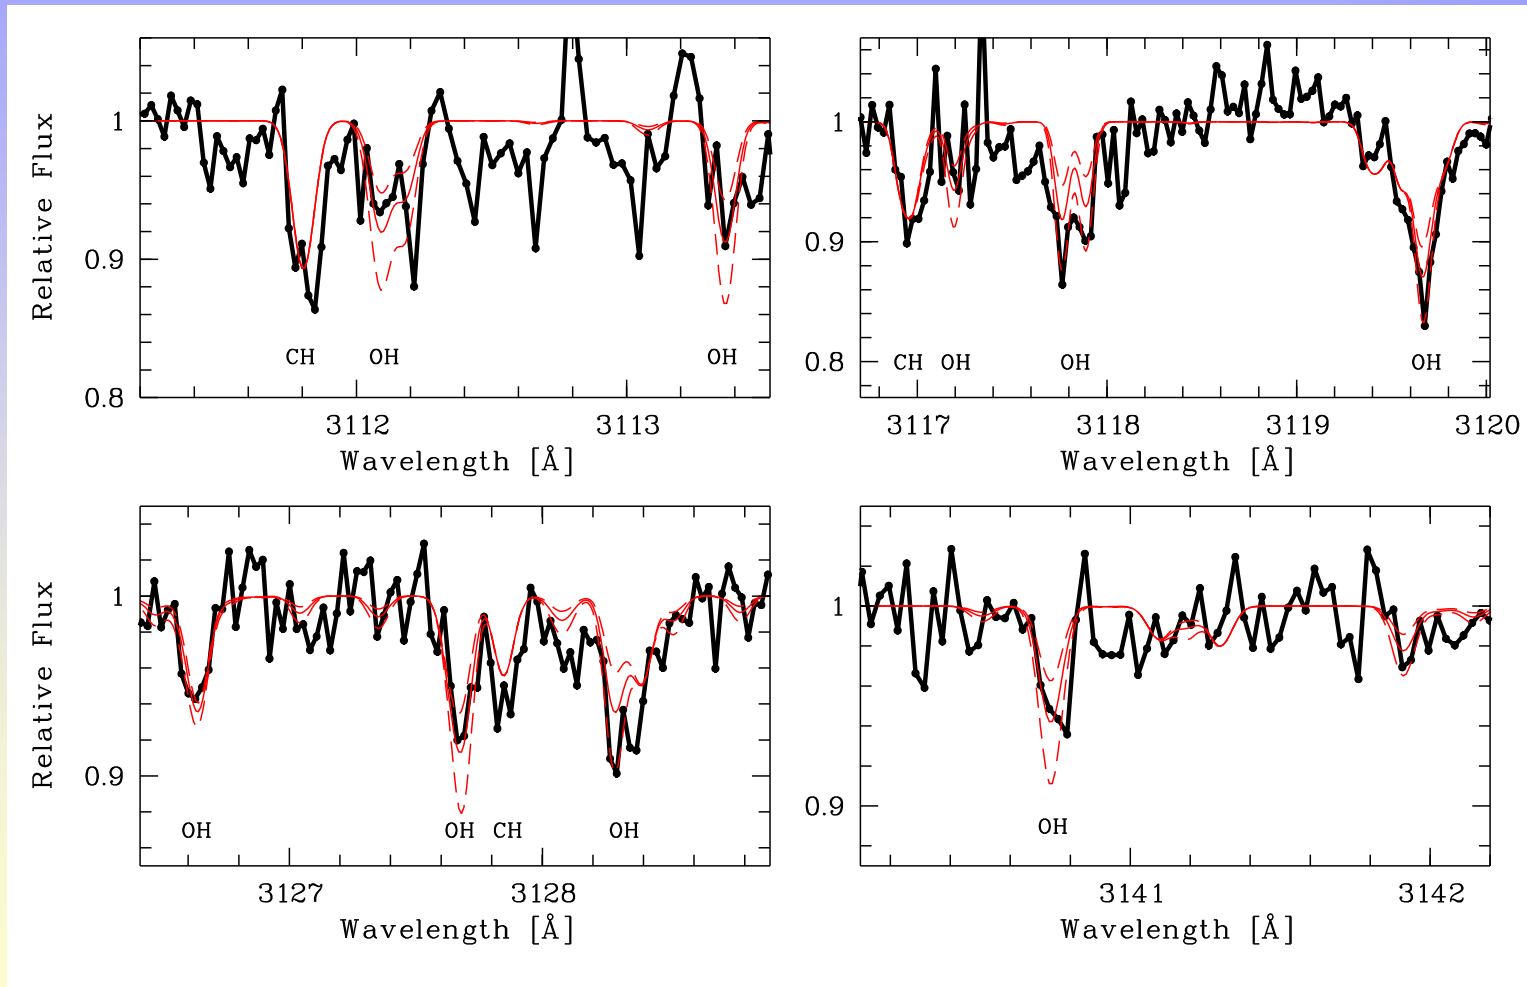 Relative Flux
1
0.9
0.8
CH OH OH
3112 3113
Wavelength [Å]
1
0.9
0.8
CH OH OH OH
3117 3118 3119 3120
Wavelength [Å]
Relative Flux
1
0.9
OH OH CH OH
3127 3128
Wavelength [Å]
1
0.9
OH
3141 3142
Wavelength [Å]